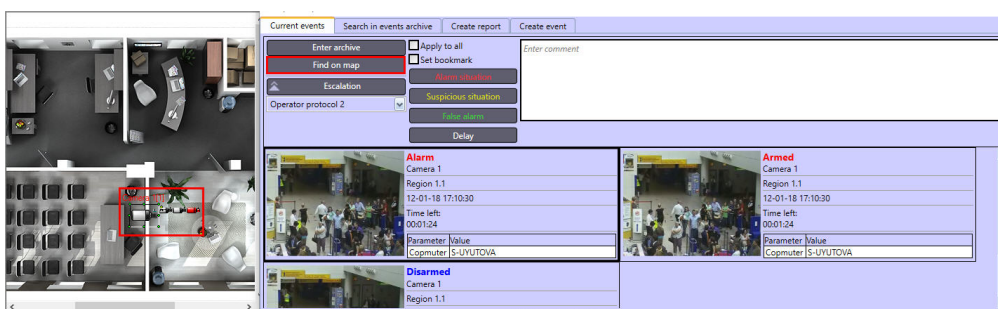 Current events
Search in events archive
Create report
Create event
Enter archive
Find on map
Escalation
Operator protocol 2
Apply to all
Set bookmark
Alarm situation
Suspicious situation
False alarm
Delay
Enter comment
Alarm
Camera 1
Region 1.1
12-01-18 17:10:30
Time left:
00:01:24
Parameter Value
Copmuter S-UYUTOVA
Armed
Camera 1
Region 1.1
12-01-18 17:10:30
Time left:
00:01:24
Parameter Value
Copmuter S-UYUTOVA
Disarmed
Camera 1
Region 1.1